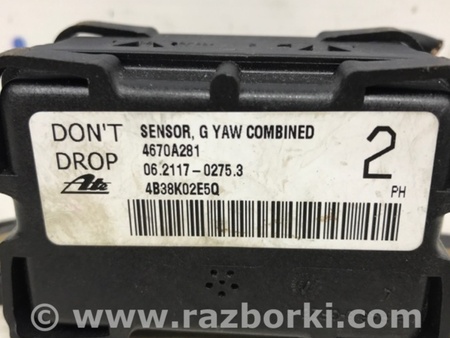 DON'T DROP
Ate
SENSOR, G YAW COMBINED
4670A281
06.2117-0275.3
4B38K02E5Q
2
PH
www.razborki.com